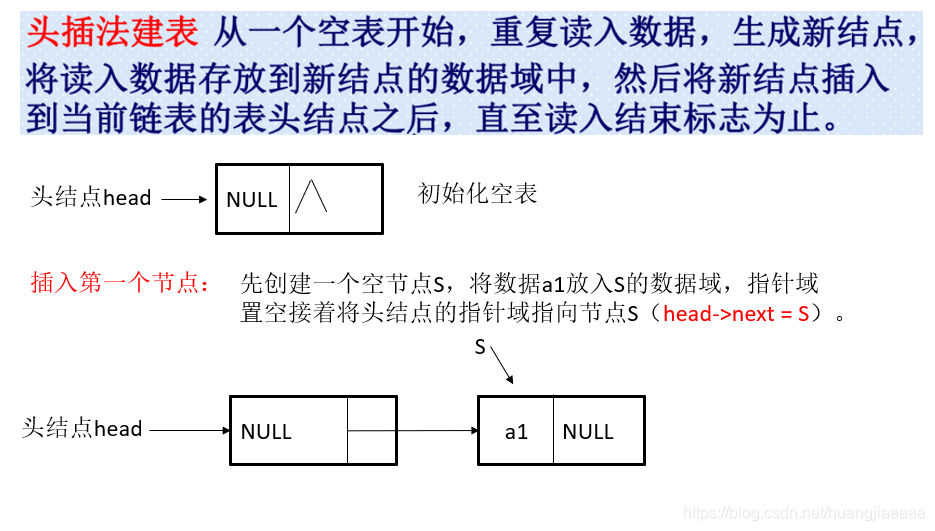 头插法建表 从一个空表开始，重复读入数据，生成新结点，
将读入数据存放到新结点的数据域中，然后将新结点插入
到当前链表的表头结点之后，直至读入结束标志为止。
头结点head
NULL
初始化空表
插入第一个节点：
先创建一个空节点S，将数据a1放入S的数据域，指针域
置空接着将头结点的指针域指向节点S（head->next = S）。
S
头结点head
NULL
a1
NULL
https://blog.csdn.net/huangjiaaaaa